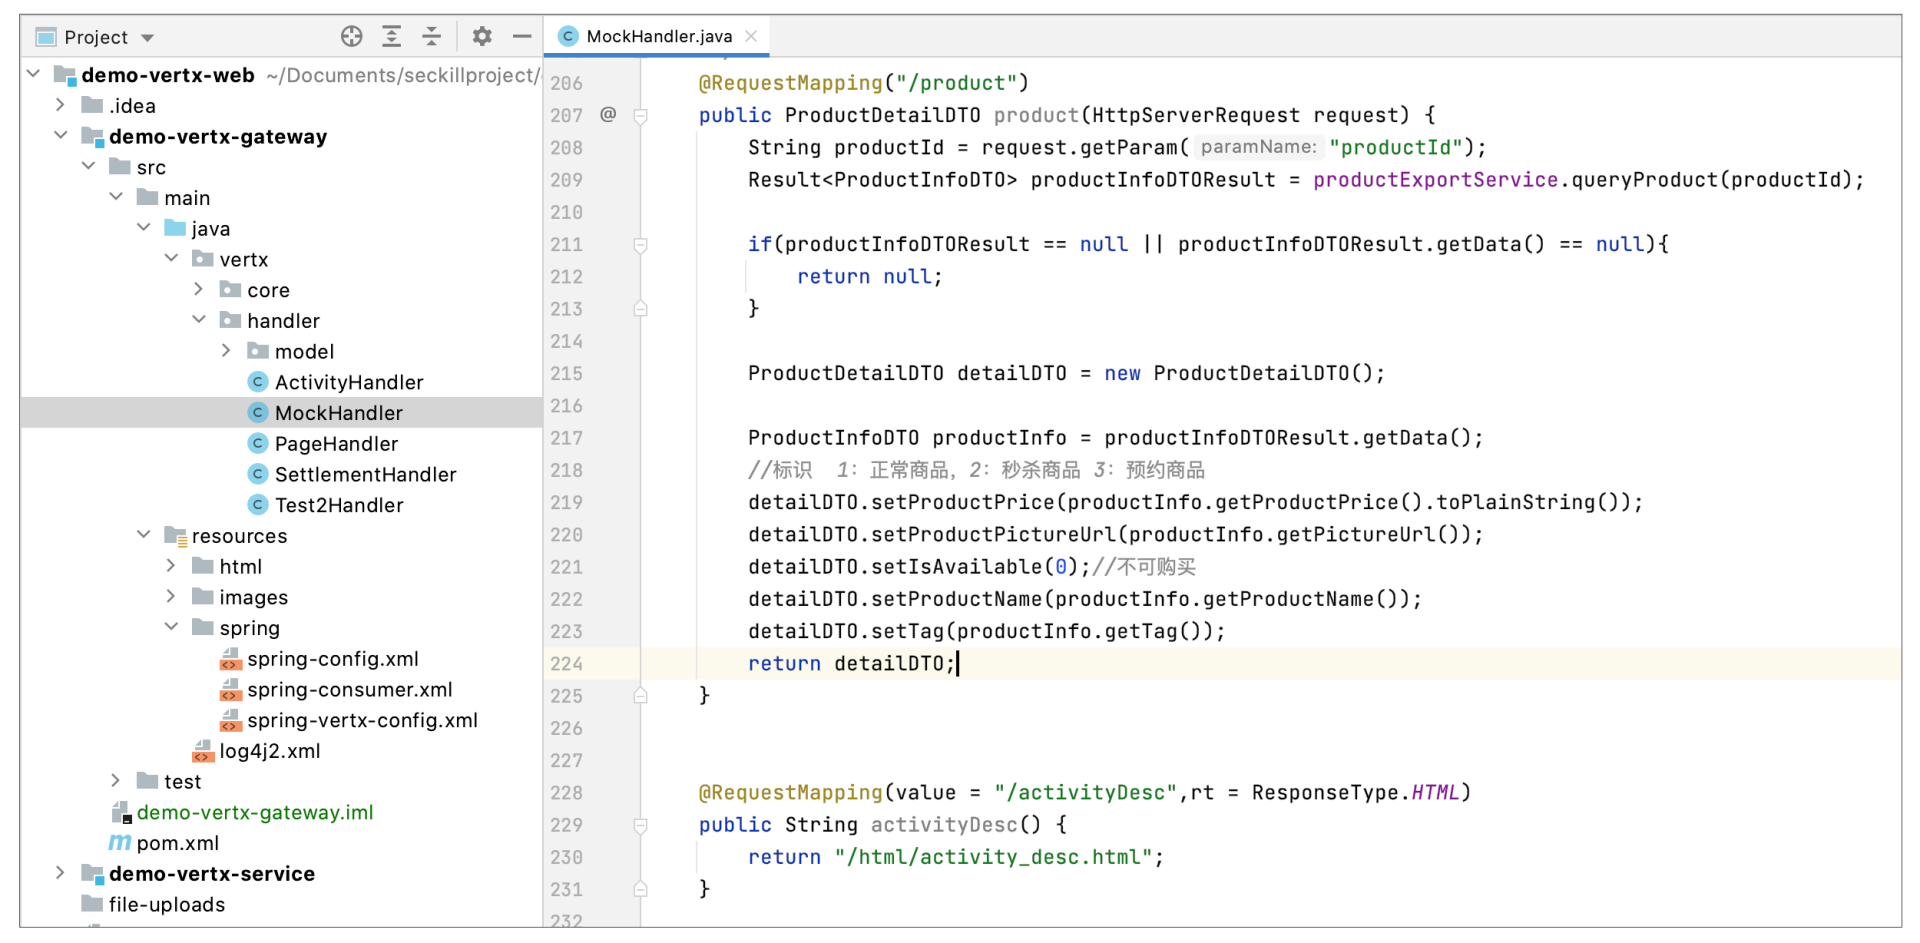 Project
demo-vertx-web ~/Documents/seckillproject/
.idea
demo-vertx-gateway
src
main
java
vertx
core
handler
model
ActivityHandler
MockHandler
PageHandler
SettlementHandler
Test2Handler
resources
html
images
spring
spring-config.xml
spring-consumer.xml
spring-vertx-config.xml
log4j2.xml
test
demo-vertx-gateway.iml
pom.xml
demo-vertx-service
file-uploads
MockHandler.java
206 @RequestMapping("/product")
207 @ public ProductDetailDTO product(HttpServerRequest request) {
208 String productId = request.getParam( paramName: "productId");
209 Result<ProductInfoDTO> productInfoDTOResult = productExportService.queryProduct(productId);
210
211 if(productInfoDTOResult == null || productInfoDTOResult.getData() == null){
212 return null;
213 }
214
215 ProductDetailDTO detailDTO = new ProductDetailDTO();
216
217 ProductInfoDTO productInfo = productInfoDTOResult.getData();
218 //标识 1: 正常商品, 2: 秒杀商品 3: 预约商品
219 detailDTO.setProductPrice(productInfo.getProductPrice().toPlainString());
220 detailDTO.setProductPictureUrl(productInfo.getPictureUrl());
221 detailDTO.setIsAvailable(0);//不可购买
222 detailDTO.setProductName(productInfo.getProductName());
223 detailDTO.setTag(productInfo.getTag());
224 return detailDTO;
225 }
226
227
228 @RequestMapping(value = "/activityDesc",rt = ResponseType.HTML)
229 public String activityDesc() {
230 return "/html/activity_desc.html";
231 }
232